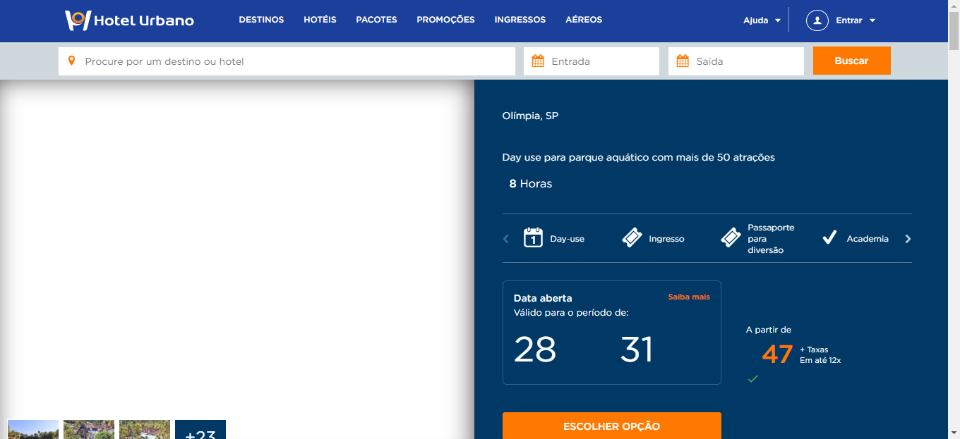 Hotel Urbano
DESTINOS HOTÉIS PACOTES PROMOÇÕES INGRESSOS AÉREOS
Ajuda
Entrar
Procure por um destino ou hotel
Entrada
Saída
Buscar
Olímpia, SP
Day use para parque aquático com mais de 50 atrações
8 Horas
1
Day-use
Ingresso
Passaporte
para
diversão
Academia
Data aberta
Saiba mais
Válido para o período de:
28 31
A partir de
47
+ Taxas
Em até 12x
ESCOLHER OPÇÃO
+23